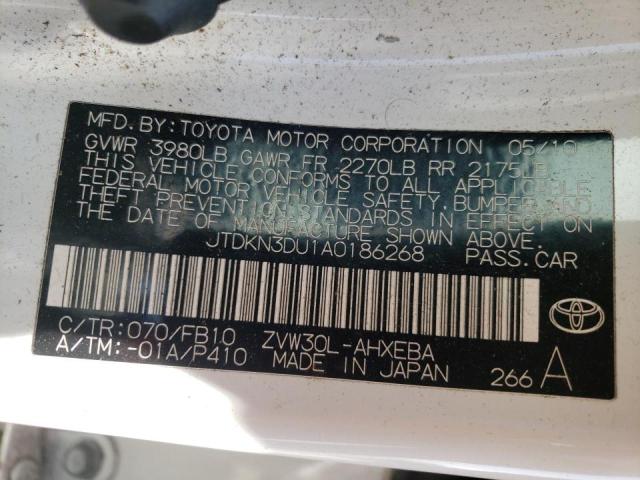 MFD. BY: TOYOTA MOTOR CORPORATION 05/10
GVWR 3980LB GAWR FR 2270LB RR 2175LB
THIS VEHICLE CONFORMS TO ALL APPLICABLE
FEDERAL MOTOR VEHICLE SAFETY, BUMPER, AND
THEFT PREVENTION STANDARDS IN EFFECT ON
THE DATE OF MANUFACTURE SHOWN ABOVE.
JTDKN3DU1A0186268 PASS.CAR
C/TR:070/FB10 ZVW30L-AHXEBA
A/TM:-01A/P410 MADE IN JAPAN 266 A
TOYOTA